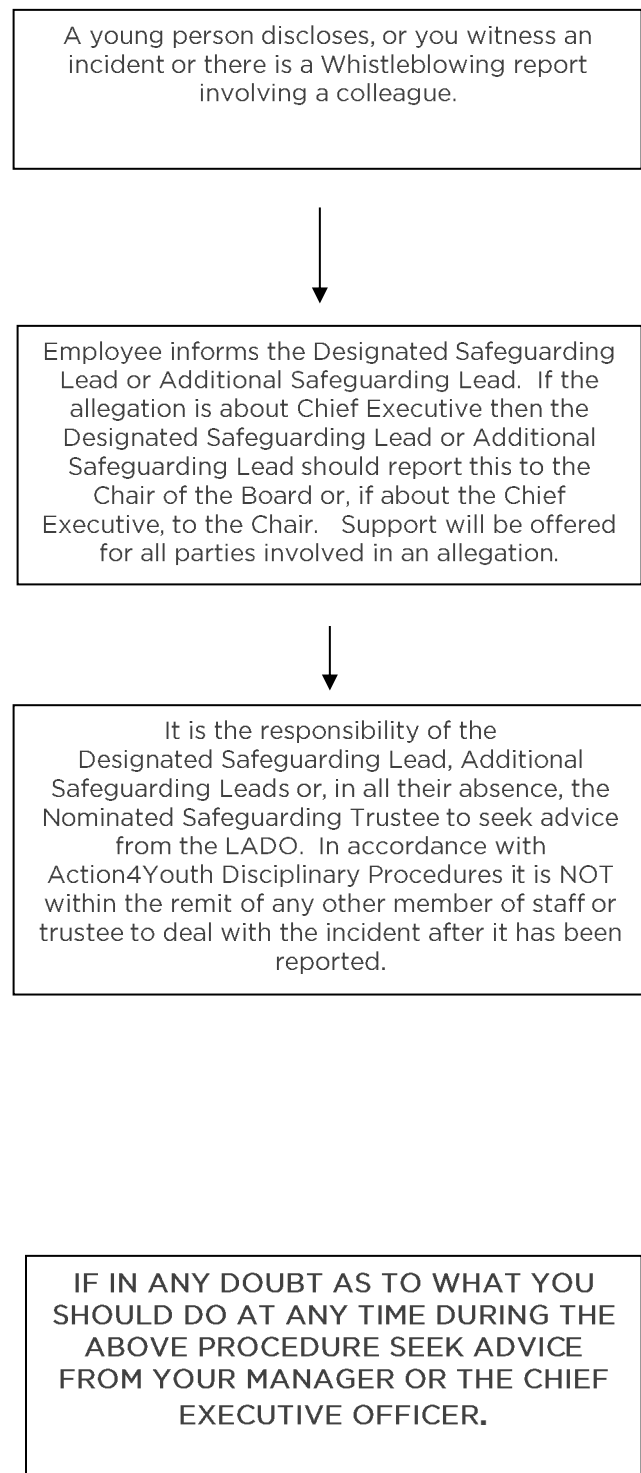 A young person discloses, or you witness an
incident or there is a Whistleblowing report
involving a colleague.
Employee informs the Designated Safeguarding
Lead or Additional Safeguarding Lead. If the
allegation is about Chief Executive then the
Designated Safeguarding Lead or Additional
Safeguarding Lead should report this to the
Chair of the Board or, if about the Chief
Executive, to the Chair. Support will be offered
for all parties involved in an allegation.
It is the responsibility of the
Designated Safeguarding Lead, Additional
Safeguarding Leads or, in all their absence, the
Nominated Safeguarding Trustee to seek advice
from the LADO. In accordance with
Action4Youth Disciplinary Procedures it is NOT
within the remit of any other member of staff or
trustee to deal with the incident after it has been
reported.
IF IN ANY DOUBT AS TO WHAT YOU
SHOULD DO AT ANY TIME DURING THE
ABOVE PROCEDURE SEEK ADVICE
FROM YOUR MANAGER OR THE CHIEF
EXECUTIVE OFFICER.